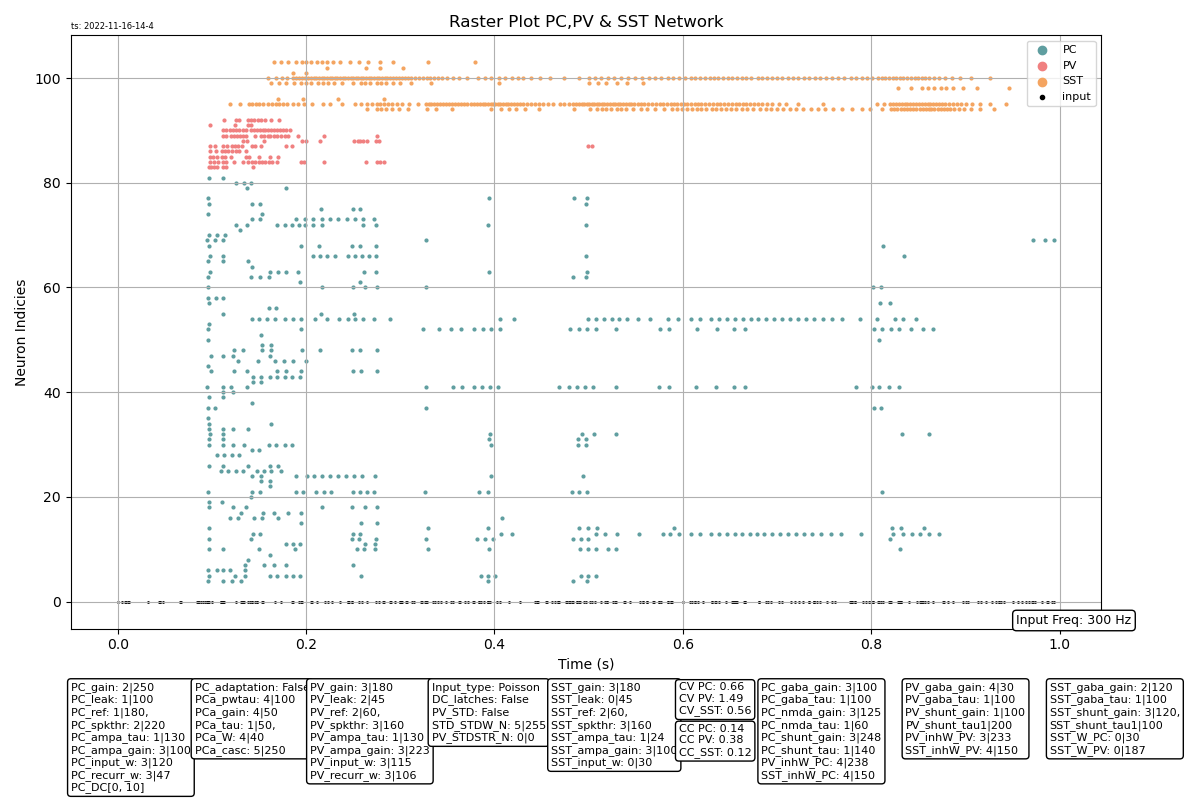 ts: 2022-11-16-14-4
Raster Plot PC,PV & SST Network
PC
PV
SST
input
Neuron Indicies
100
80
60
40
20
0
0.0
0.2
0.4
0.6
0.8
1.0
Time (s)
Input Freq: 300 Hz
PC_gain: 2|250
PC_leak: 1|100
PC_ref: 1|180,
PC_spkthr: 2|220
PC_ampa_tau: 1|130
PC_ampa_gain: 3|100
PC_input_w: 3|120
PC_recurr_w: 3|47
PC_DC[0, 10]
PC_adaptation: False
PCa_pwtau: 4|100
PCa_gain: 4|50
PCa_tau: 1|50,
PCa_W: 4|40
PCa_casc: 5|250
PV_gain: 3|180
PV_leak: 2|45
PV_ref: 2|60,
PV_spkthr: 3|160
PV_ampa_tau: 1|130
PV_ampa_gain: 3|223
PV_input_w: 3|115
PV_recurr_w: 3|106
Input_type: Poisson
DC_latches: False
PV_STD: False
STD_STDW_N: 5|255
PV_STDSTR_N: 0|0
SST_gain: 3|180
SST_leak: 0|45
SST_ref: 2|60,
SST_spkthr: 3|160
SST_ampa_tau: 1|24
SST_ampa_gain: 3|100
SST_input_w: 0|30
CV PC: 0.66
CV PV: 1.49
CV_SST: 0.56
CC PC: 0.14
CC PV: 0.38
CC_SST: 0.12
PC_gaba_gain: 3|100
PC_gaba_tau: 1|100
PC_nmda_gain: 3|125
PC_nmda_tau: 1|60
PC_shunt_gain: 3|248
PC_shunt_tau: 1|140
PV_inhW_PC: 4|238
SST_inhW_PC: 4|150
PV_gaba_gain: 4|30
PV_gaba_tau: 1|100
PV_shunt_gain: 1|100
PV_shunt_tau1|200
PV_inhW_PV: 3|233
SST_inhW_PV: 4|150
SST_gaba_gain: 2|120
SST_gaba_tau: 1|100
SST_shunt_gain: 3|120,
SST_shunt_tau1|100
SST_W_PC: 0|30
SST_W_PV: 0|187